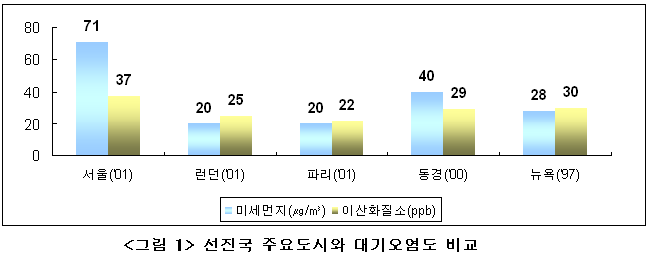 80
60
40
20
0
71
37
20
25
20
22
40
29
28
30
서울('01)
런던('01)
파리('01)
동경('00)
뉴욕('97)
미세먼지(㎍/㎥)
이산화질소(ppb)
<그림 1> 선진국 주요도시와 대기오염도 비교